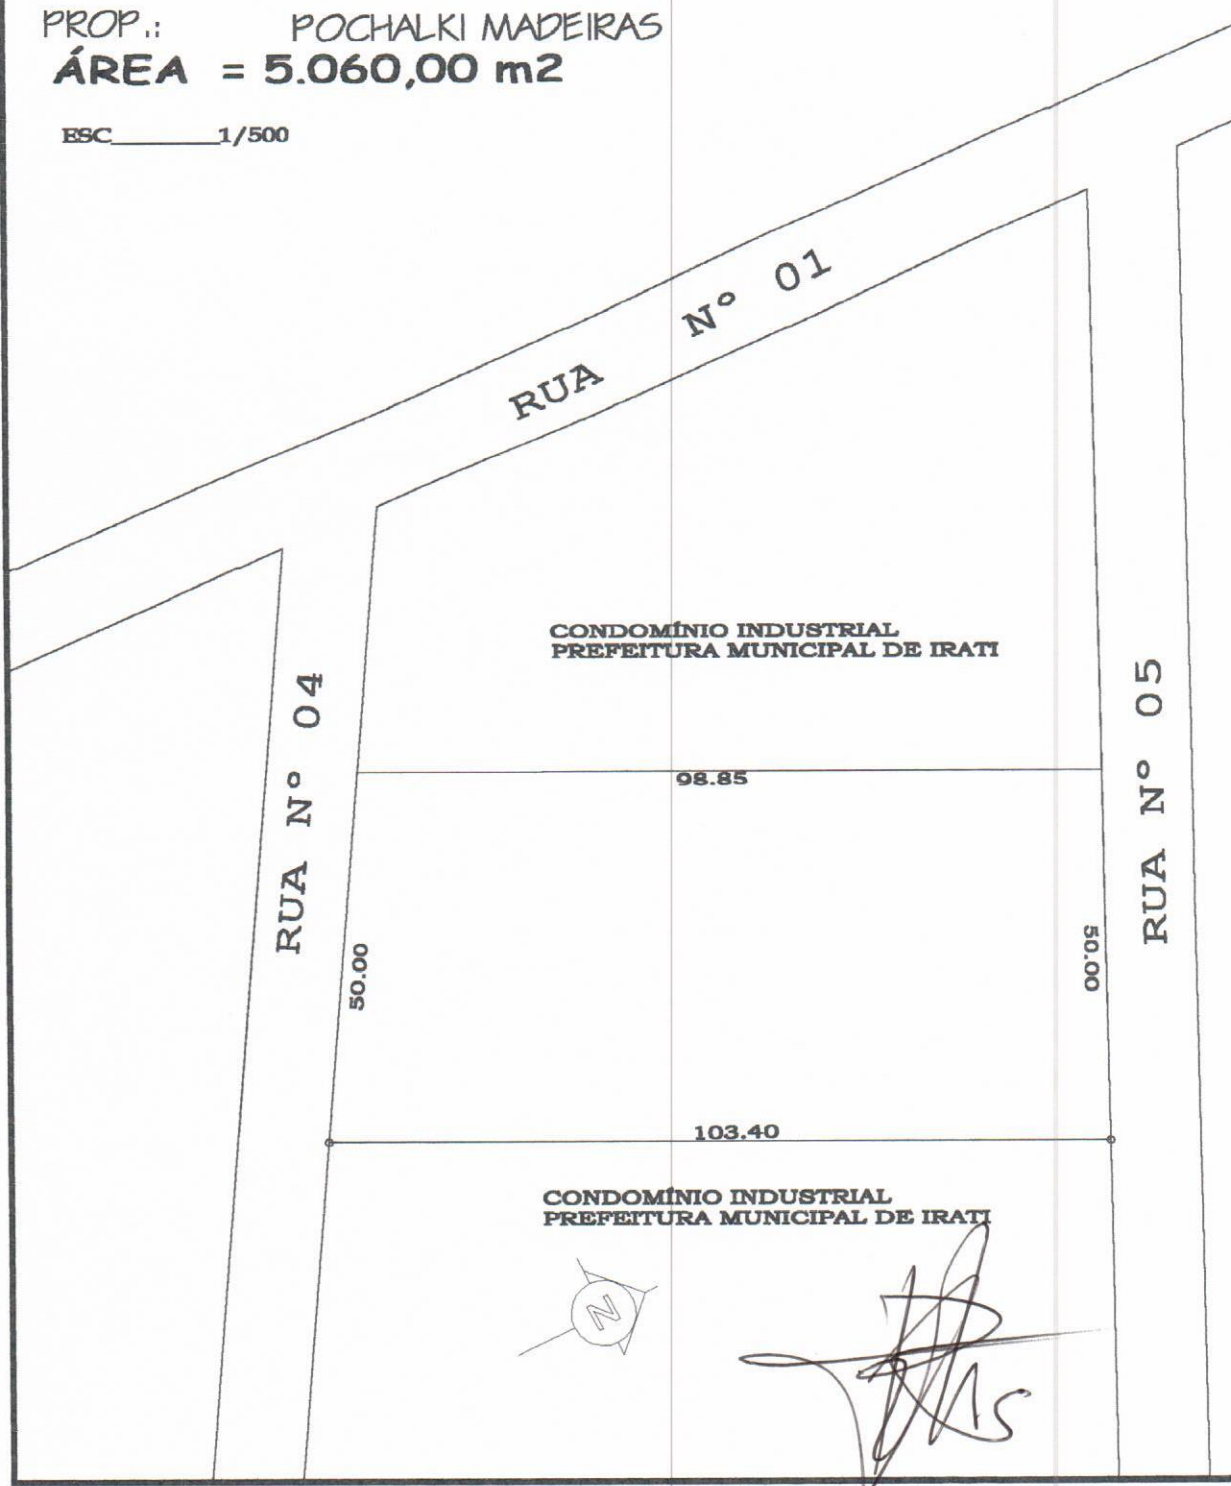 PROP.: POCHALKI MADEIRAS
ÁREA = 5.060,00 m2
ESC_______1/500
RUA Nº 01
CONDOMÍNIO INDUSTRIAL
PREFEITURA MUNICIPAL DE IRATI
RUA Nº 04
RUA Nº 05
98.85
50.00
50.00
103.40
CONDOMÍNIO INDUSTRIAL
PREFEITURA MUNICIPAL DE IRATI
N